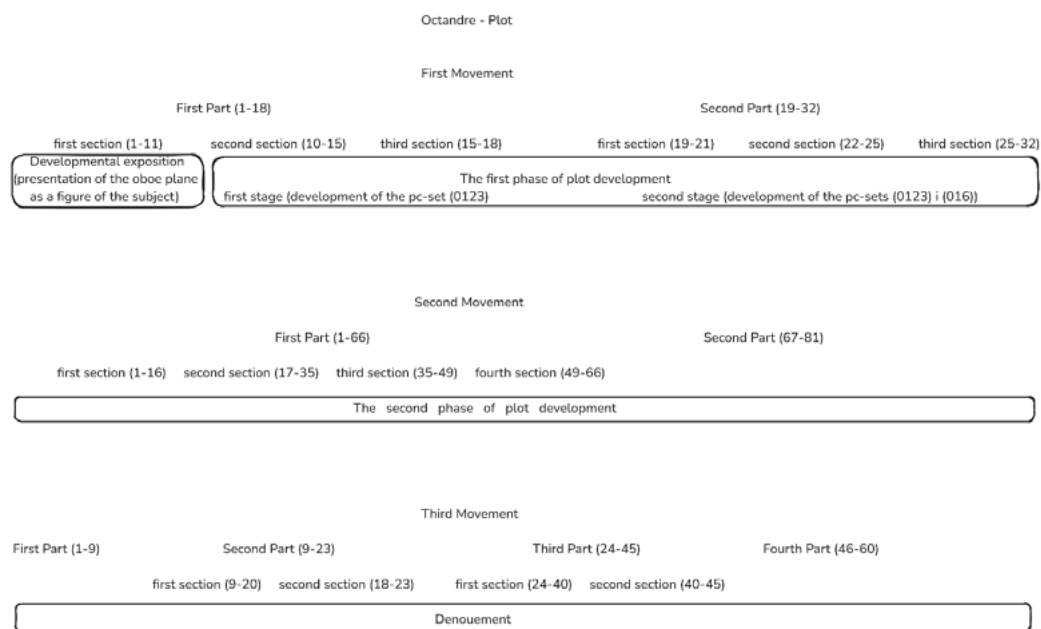 Octandre - Plot
First Movement
First Part (1-18) Second Part (19-32)
first section (1-11) second section (10-15) third section (15-18) first section (19-21) second section (22-25) third section (25-32)
Developmental exposition
(presentation of the oboe plane
as a figure of the subject)
The first phase of plot development
first stage (development of the pc-set (0123) second stage (development of the pc-sets (0123) i (016))
Second Movement
First Part (1-66) Second Part (67-81)
first section (1-16) second section (17-35) third section (35-49) fourth section (49-66)
The second phase of plot development
Third Movement
First Part (1-9) Second Part (9-23) Third Part (24-45) Fourth Part (46-60)
first section (9-20) second section (18-23) first section (24-40) second section (40-45)
Denouement